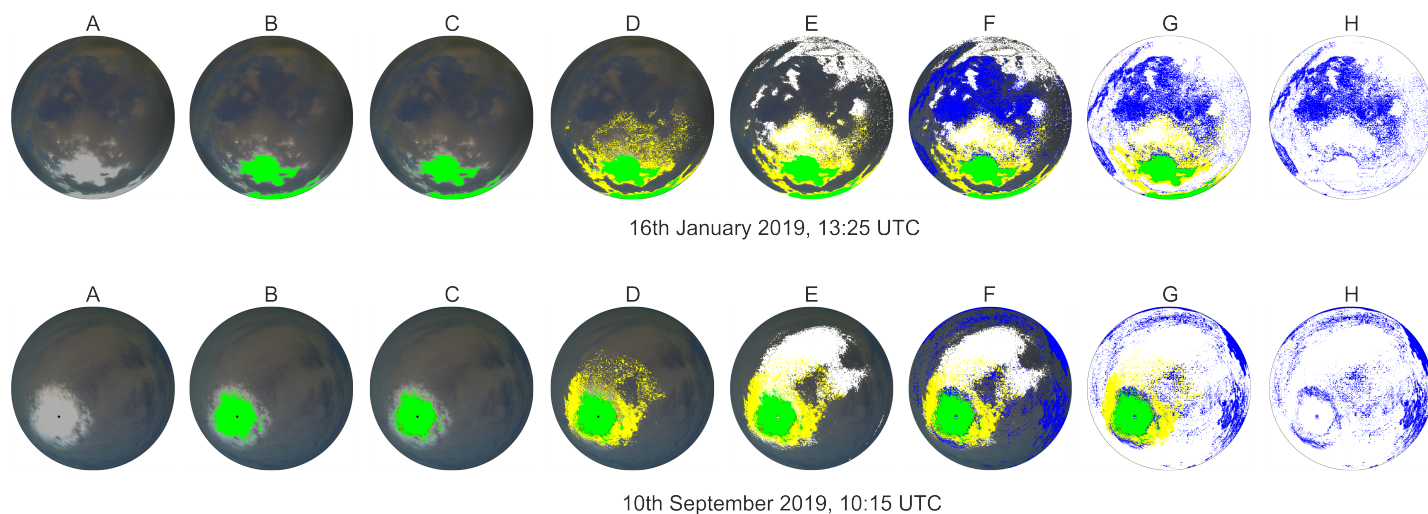 A B C D E F G H
16th January 2019, 13:25 UTC
A B C D E F G H
10th September 2019, 10:15 UTC